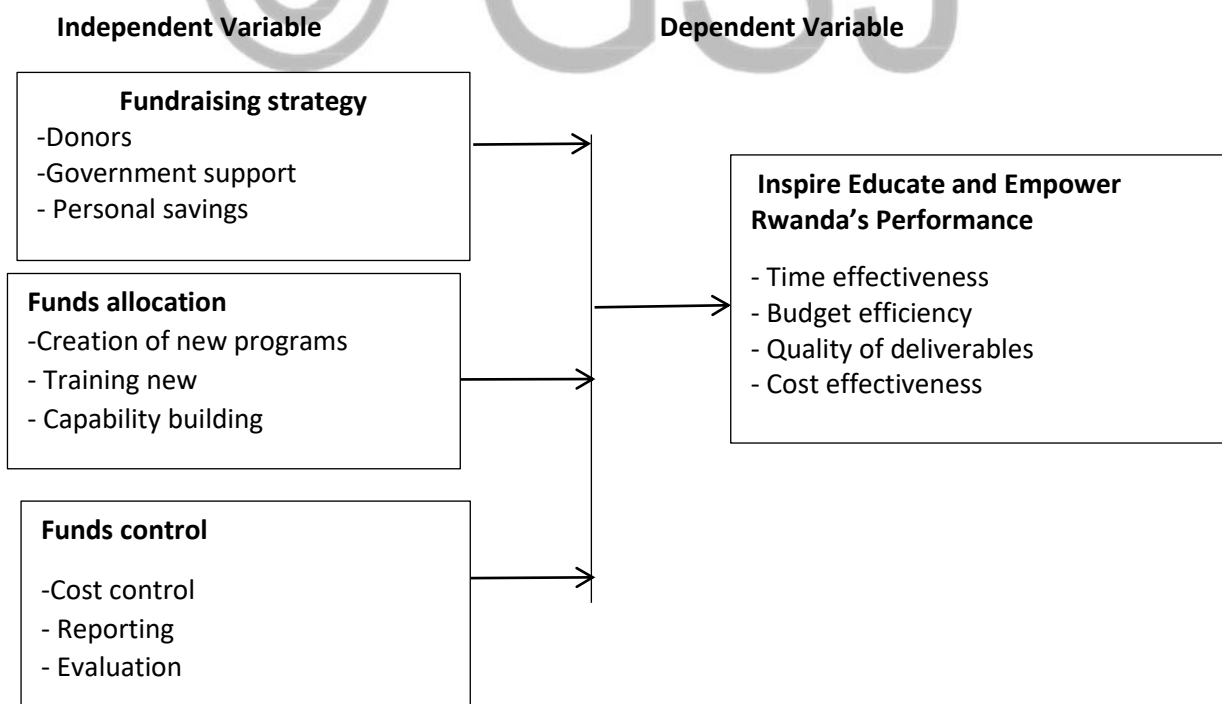 © GSJ
Independent Variable
Dependent Variable
Fundraising strategy
-Donors
-Government support
- Personal savings
Funds allocation
-Creation of new programs
- Training new
- Capability building
Funds control
-Cost control
- Reporting
- Evaluation
Inspire Educate and Empower
Rwanda’s Performance
- Time effectiveness
- Budget efficiency
- Quality of deliverables
- Cost effectiveness